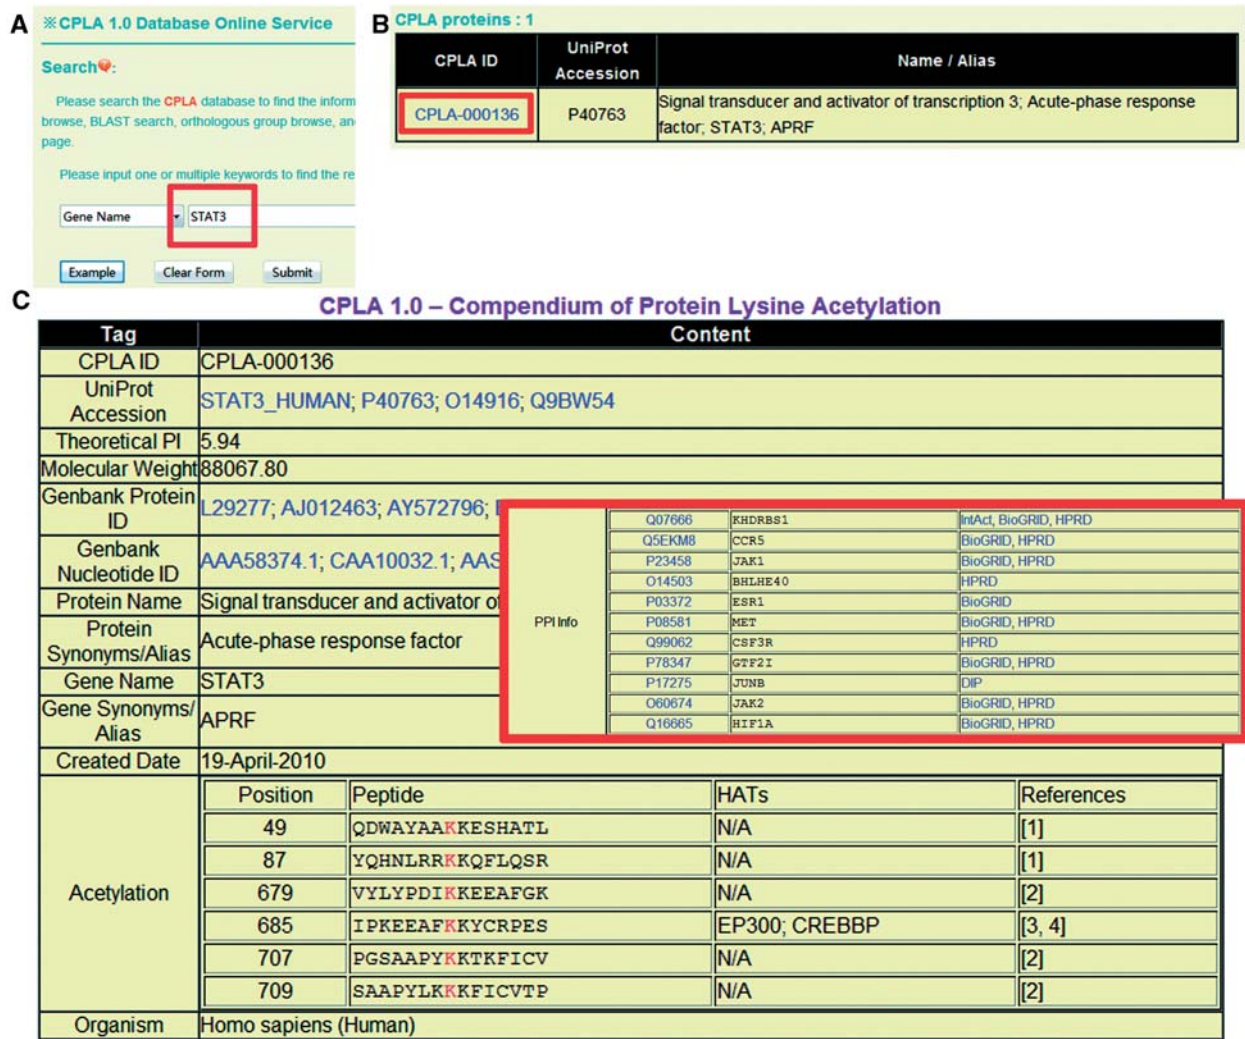 A
※CPLA 1.0 Database Online Service
Search?:
Please search the CPLA database to find the inform
browse, BLAST search, orthologous group browse, an
page.
Please input one or multiple keywords to find the re
Gene Name STAT3
Example Clear Form Submit
B CPLA proteins : 1
CPLA ID UniProt Accession Name / Alias
CPLA-000136 P40763 Signal transducer and activator of transcription 3; Acute-phase response
factor; STAT3; APRF
C
CPLA 1.0 – Compendium of Protein Lysine Acetylation
Tag Content
CPLA ID CPLA-000136
UniProt Accession STAT3_HUMAN; P40763; O14916; Q9BW54
Theoretical PI 5.94
Molecular Weight 88067.80
Genbank Protein ID L29277; AJ012463; AY572796;
Genbank Nucleotide ID AAA58374.1; CAA10032.1; AAS
Protein Name Signal transducer and activator of
Protein Synonyms/Alias Acute-phase response factor
Gene Name STAT3
Gene Synonyms/ Alias APRF
PPI Info
Q07666 KHDRBS1 IntAct, BioGRID, HPRD
Q5EKM8 CCR5 BioGRID, HPRD
P23458 JAK1 BioGRID, HPRD
O14503 BHLHE40 HPRD
P03372 ESR1 BioGRID
P08581 MET BioGRID, HPRD
Q99062 CSF3R HPRD
P78347 GTF2I BioGRID, HPRD
P17275 JUNB DIP
O60674 JAK2 BioGRID, HPRD
Q16665 HIF1A BioGRID, HPRD
Created Date 19-April-2010
Acetylation
Position Peptide HATs References
49 QDWAYAAKKESHATL N/A [1]
87 YQHNLRRKKQFLQSR N/A [1]
679 VYLYPDIKKEEAFGK N/A [2]
685 IPKEEAFKKYCRPES EP300; CREBBP [3, 4]
707 PGSAAPYKKTKFICV N/A [2]
709 SAAPYLKKKFICVTP N/A [2]
Organism Homo sapiens (Human)